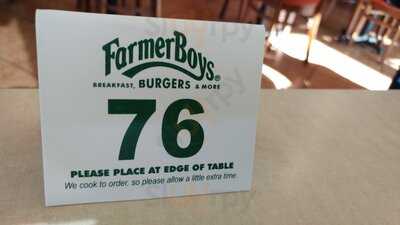 FarmerBoys®
BREAKFAST, BURGERS & MORE
76
PLEASE PLACE AT EDGE OF TABLE
We cook to order, so please allow a little extra time.